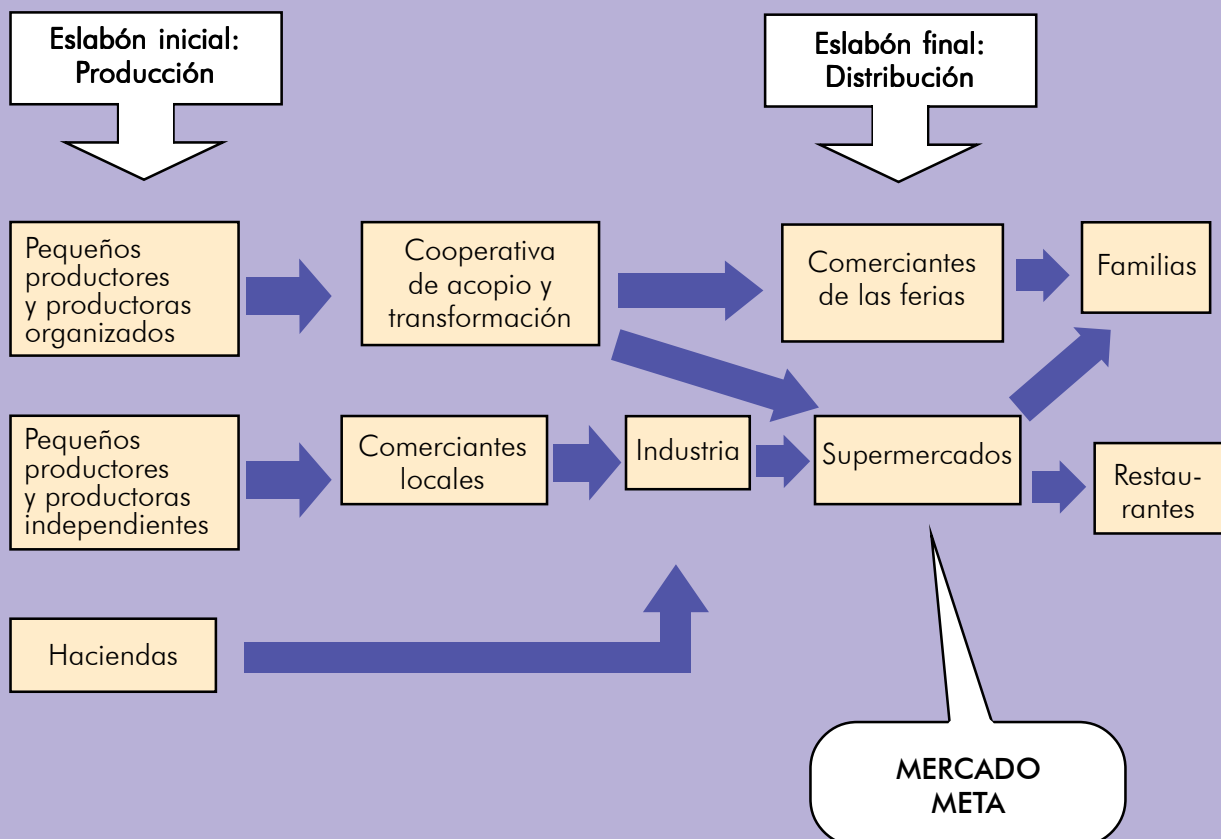 Eslabón inicial:
Producción
Eslabón final:
Distribución
Pequeños
productores
y productoras
organizados
Cooperativa
de acopio y
transformación
Comerciantes
de las ferias
Familias
Pequeños
productores
y productoras
independientes
Comerciantes
locales
Industria
Supermercados
Restau-
rantes
Haciendas
MERCADO
META